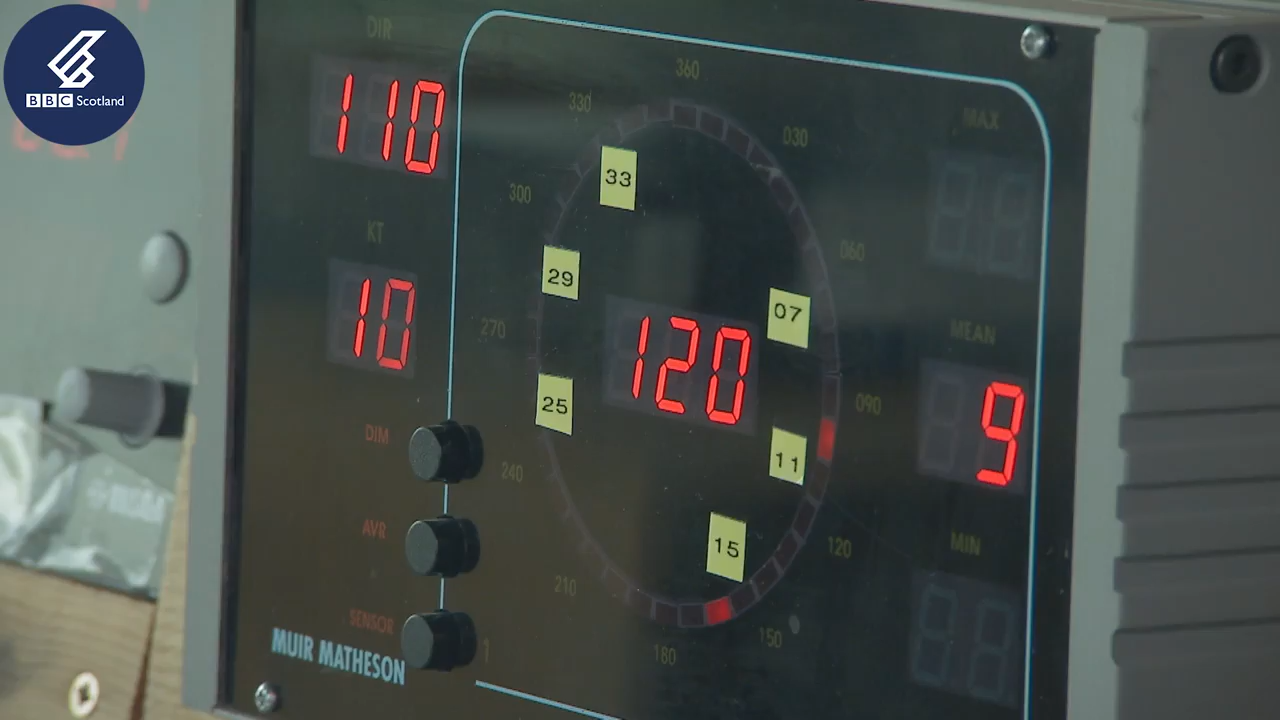 BBC Scotland
DIR
110
KT
10
DIM
AVR
SENSOR
MUIR MATHESON
360
330
030
33
300
060
29
07
270
120
25
090
11
240
15
120
210
150
180
1
MAX
MEAN
9
MIN